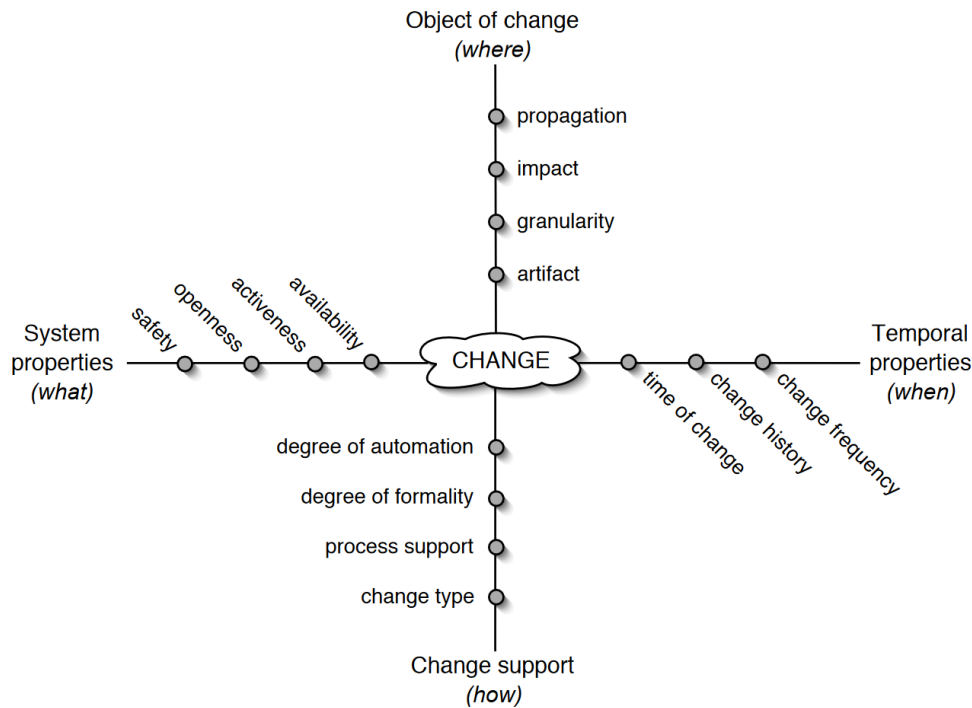 Object of change
(where)
propagation
impact
granularity
artifact
safety
openness
activeness
availability
System
properties
(what)
CHANGE
Temporal
properties
(when)
time of change
change history
change frequency
degree of automation
degree of formality
process support
change type
Change support
(how)